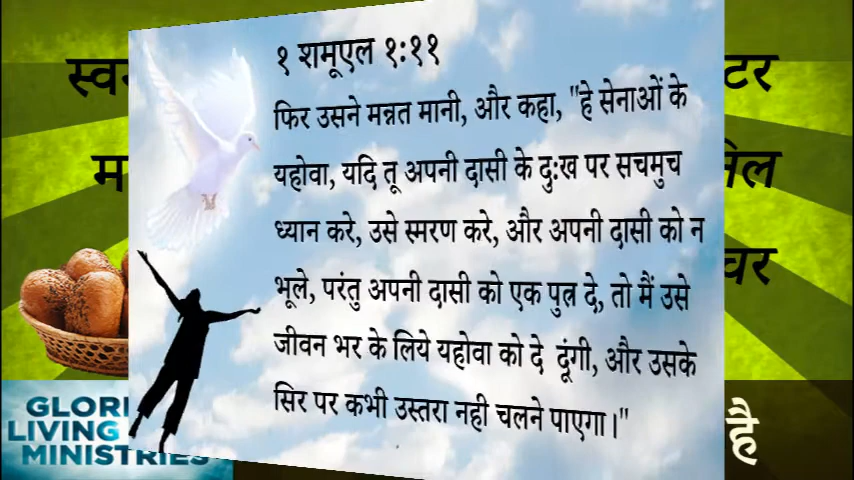 १ शमूएल १:११
फिर उसने मन्नत मानी, और कहा, "हे सेनाओं के
यहोवा, यदि तू अपनी दासी के दु:ख पर सचमुच
ध्यान करे, उसे स्मरण करे, और अपनी दासी को न
भूले, परंतु अपनी दासी को एक पुत्र दे, तो मैं उसे
जीवन भर के लिये यहोवा को दे दूंगी, और उसके
सिर पर कभी उस्तरा नही चलने पाएगा।"
LIVING
MINISTRIES
है